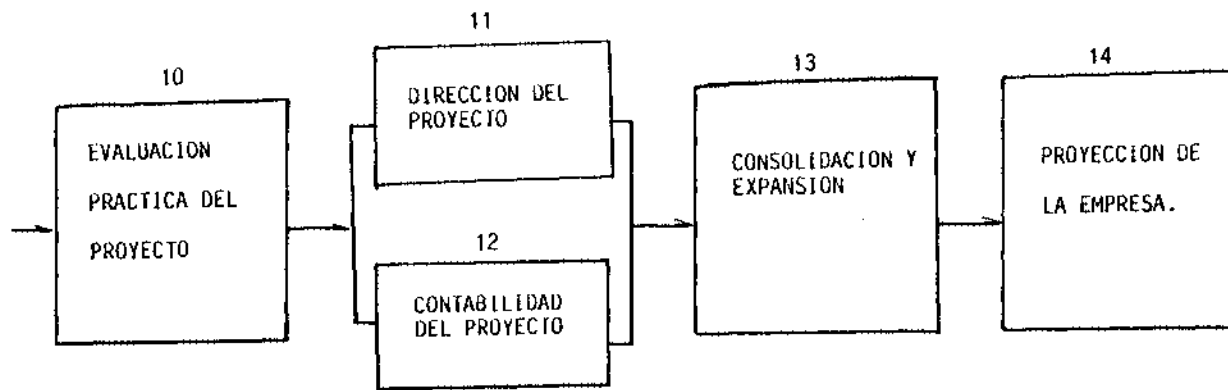 10
EVALUACION
PRACTICA DEL
PROYECTO
11
DIRECCION DEL
PROYECTO
12
CONTABILIDAD
DEL PROYECTO
13
CONSOLIDACION Y
EXPANSION
14
PROYECCION DE
LA EMPRESA.